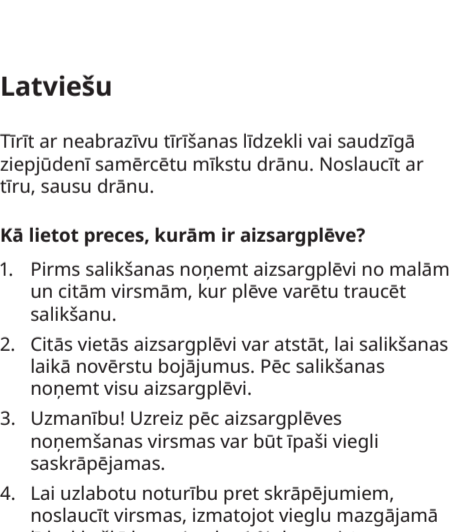 Latviešu
Tīrīt ar neabrazīvu tīrīšanas līdzekli vai saudzīgā
ziepjūdenī samērcētu mīkstu drānu. Noslaucīt ar
tīru, sausu drānu.
Kā lietot preces, kurām ir aizsargplēve?
1. Pirms salikšanas noņemt aizsargplēvi no malām
un citām virsmām, kur plēve varētu traucēt
salikšanu.
2. Citās vietās aizsargplēvi var atstāt, lai salikšanas
laikā novērstu bojājumus. Pēc salikšanas
noņemt visu aizsargplēvi.
3. Uzmanību! Uzreiz pēc aizsargplēves
noņemšanas virsmas var būt īpaši viegli
saskrāpējamas.
4. Lai uzlabotu noturību pret skrāpējumiem,
noslaucīt virsmas, izmatojot vieglu mazgājamā